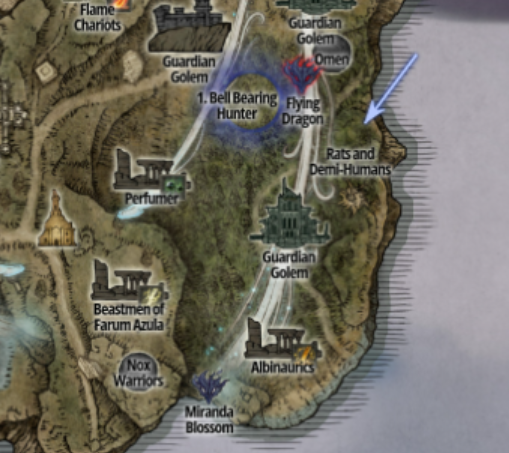 Flame
Chariots
Guardian
Golem
Omen
Guardian
Golem
1. Bell Bearing
Hunter
Flying
Dragon
Rats and
Demi-Humans
Perfumer
Guardian
Golem
Beastmen of
Farum Azula
Albinaurics
Nox
Warriors
Miranda
Blossom